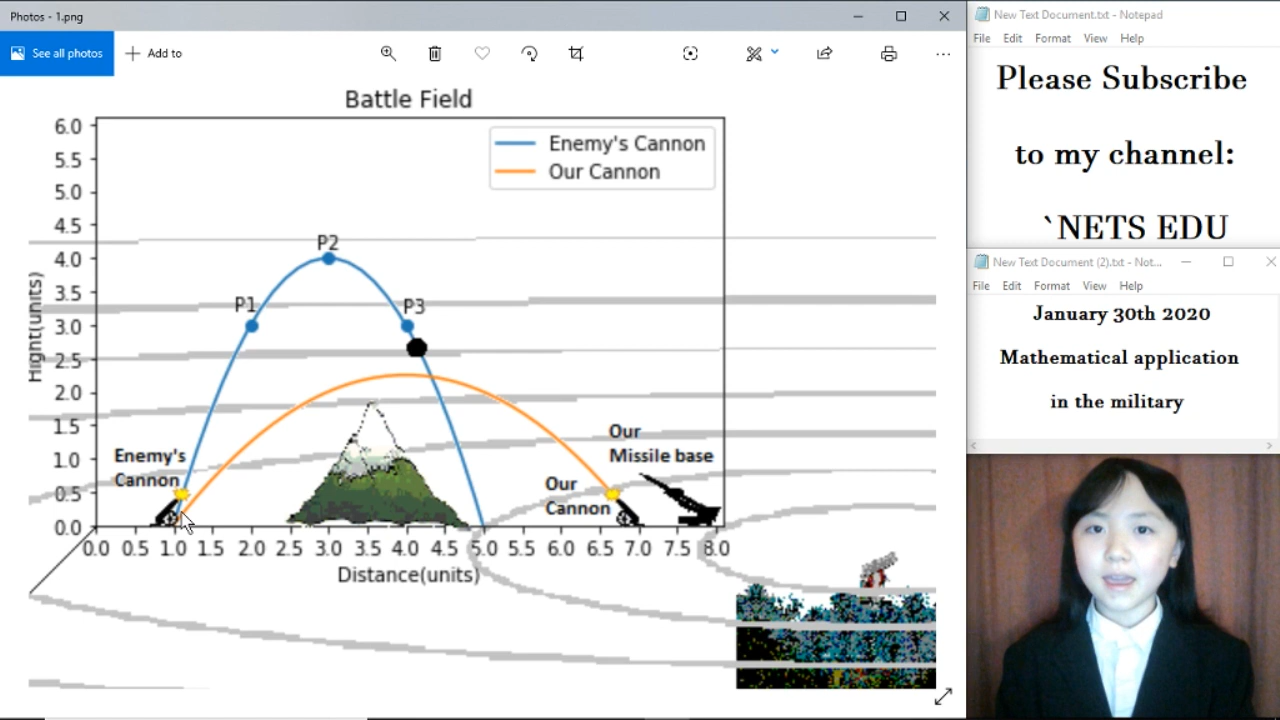 Photos - 1.png
See all photos
Add to
Battle Field
6.0
5.5
5.0
4.5
4.0
3.5
3.0
2.5
2.0
1.5
1.0
0.5
0.0
Hight(units)
Enemy's Cannon
Our Cannon
P2
P1
P3
Enemy's
Cannon
Our
Missile base
Our
Cannon
0.0 0.5 1.0 1.5 2.0 2.5 3.0 3.5 4.0 4.5 5.0 5.5 6.0 6.5 7.0 7.5 8.0
Distance(units)
New Text Document.txt - Notepad
File Edit Format View Help
Please Subscribe
to my channel:
`NETS EDU
New Text Document (2).txt - Not...
File Edit Format View Help
January 30th 2020
Mathematical application
in the military